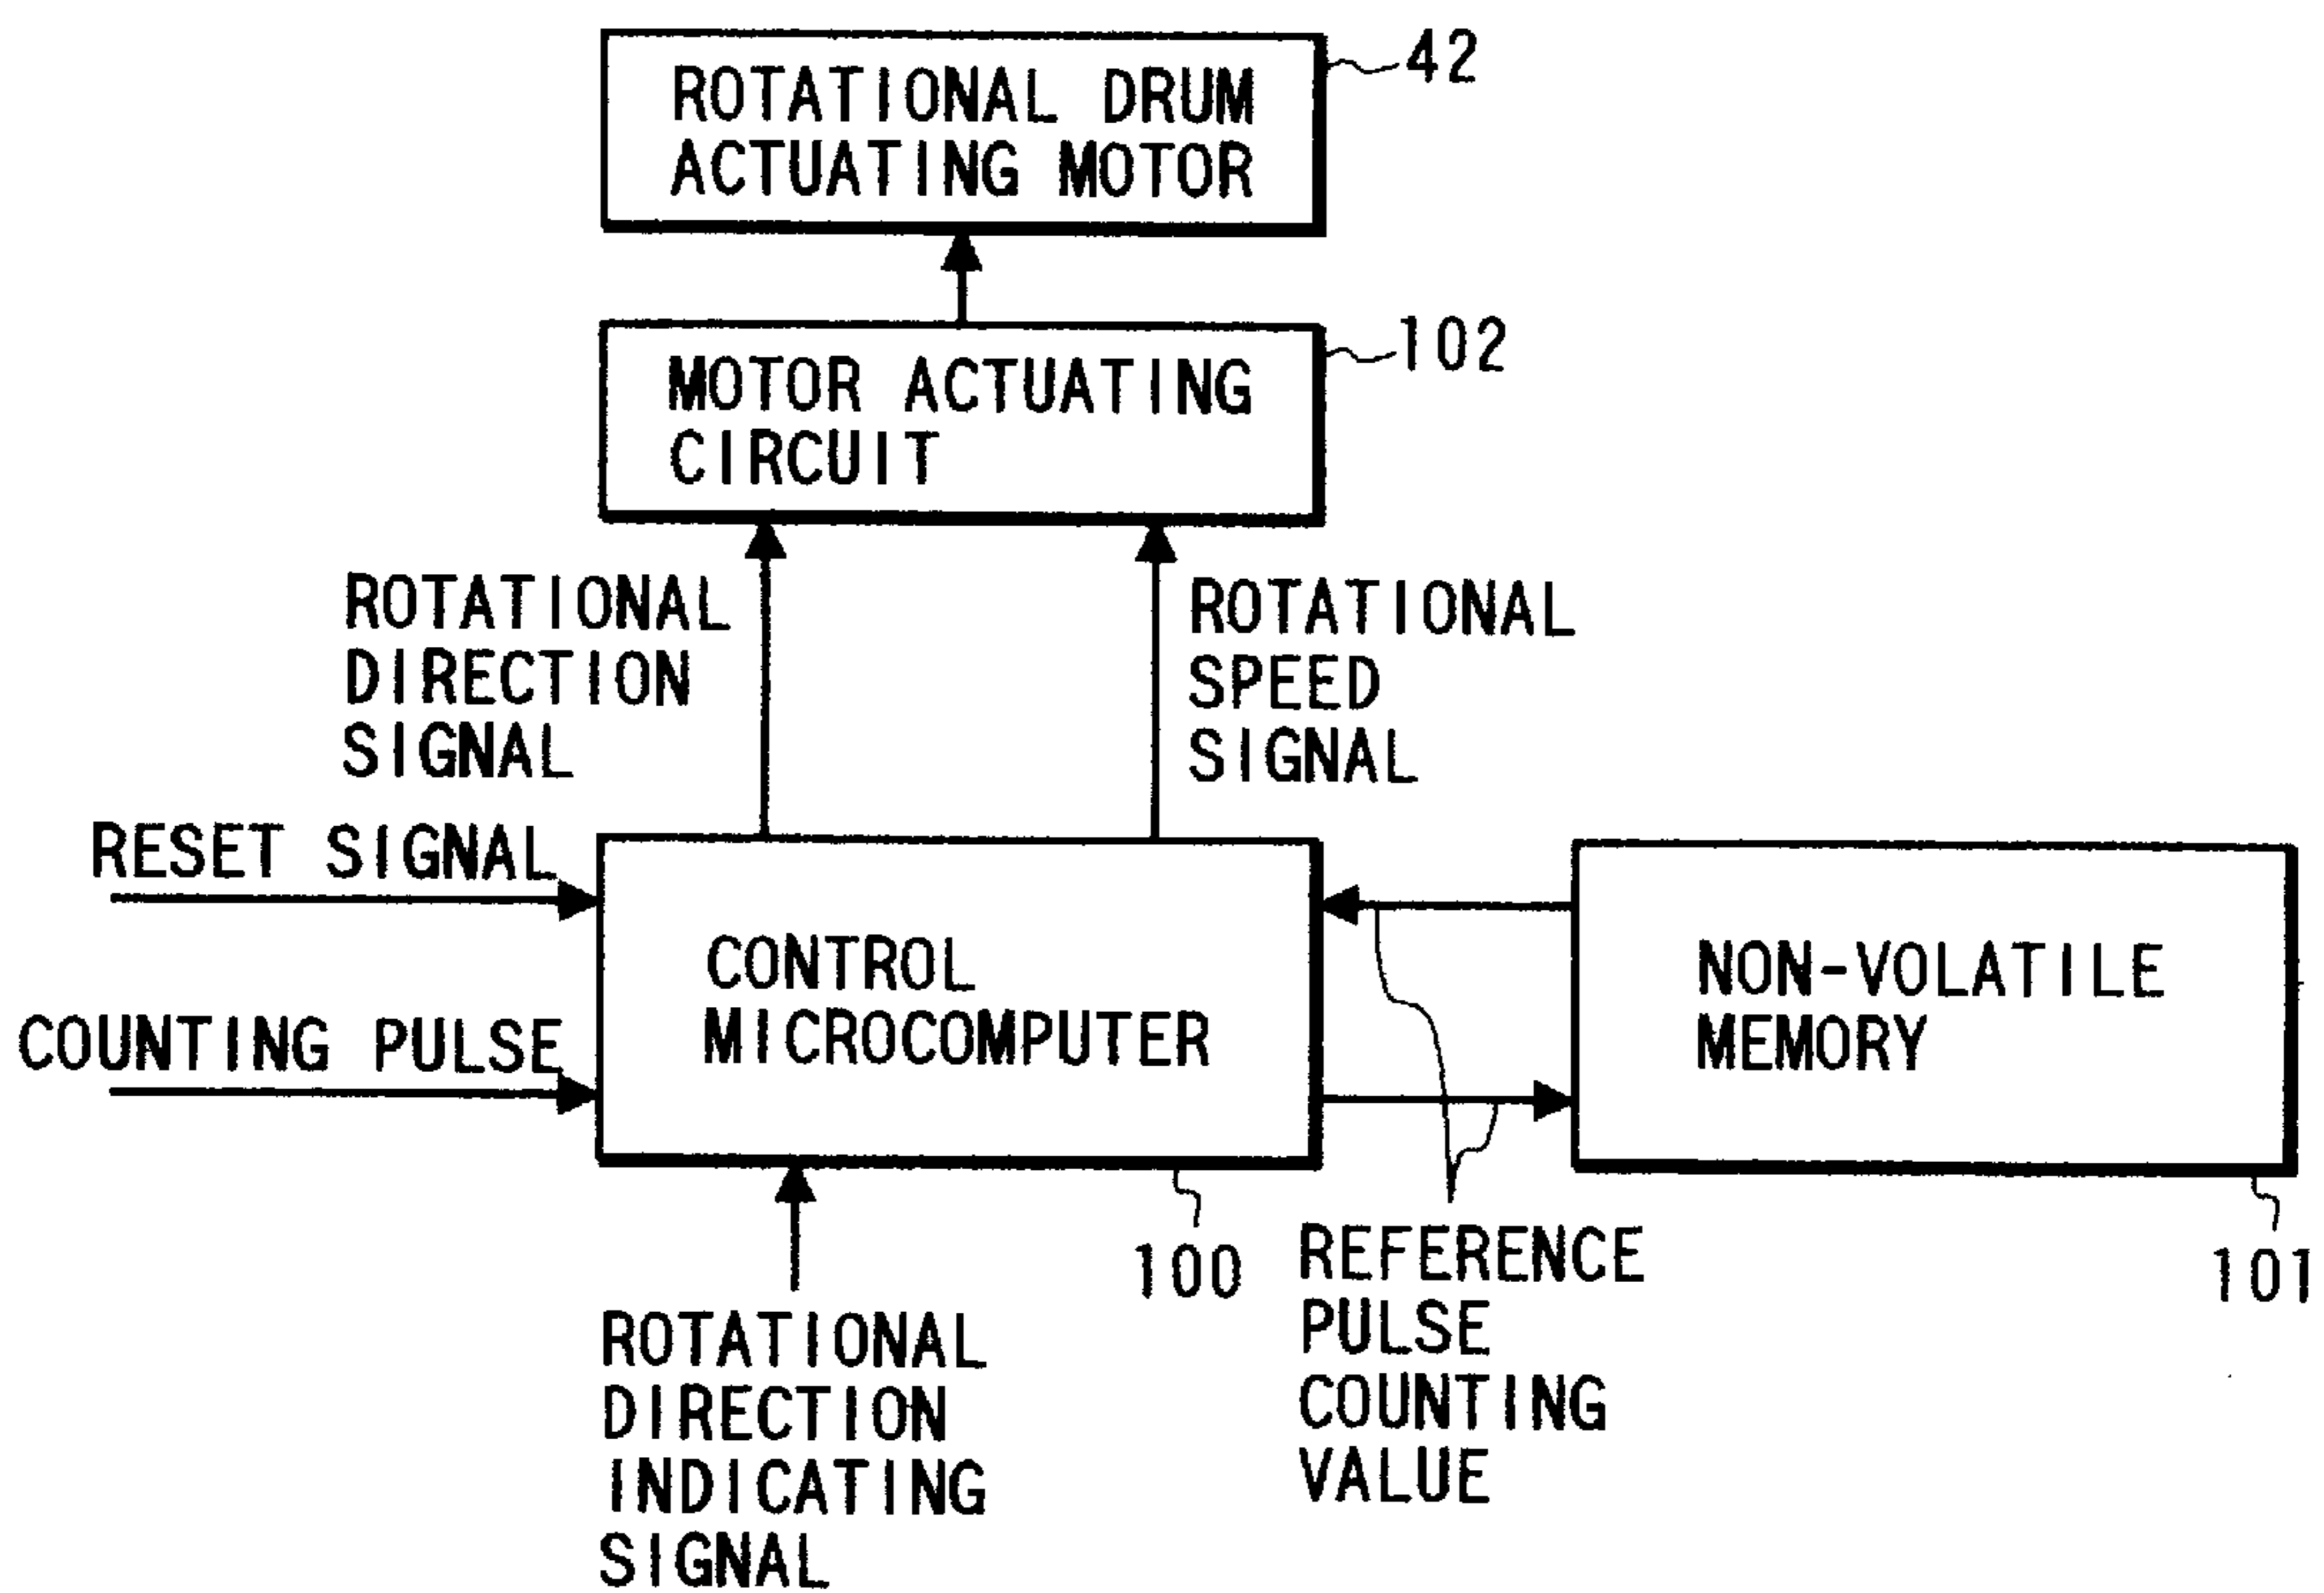 ROTATIONAL DRUM
ACTUATING MOTOR
42
MOTOR ACTUATING
CIRCUIT
102
ROTATIONAL
DIRECTION
SIGNAL
ROTATIONAL
SPEED
SIGNAL
RESET SIGNAL
COUNTING PULSE
CONTROL
MICROCOMPUTER
NON-VOLATILE
MEMORY
100
101
REFERENCE
PULSE
COUNTING
VALUE
ROTATIONAL
DIRECTION
INDICATING
SIGNAL